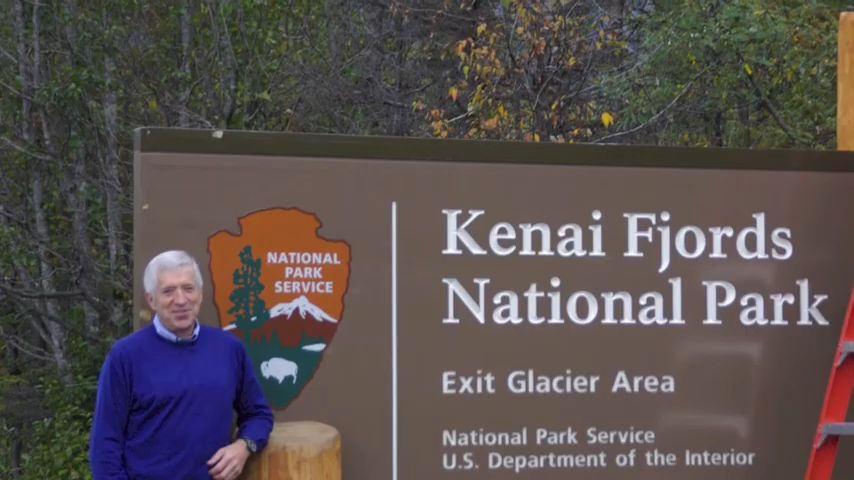 NATIONAL
PARK
SERVICE
Kenai Fjords
National Park
Exit Glacier Area
National Park Service
U.S. Department of the Interior